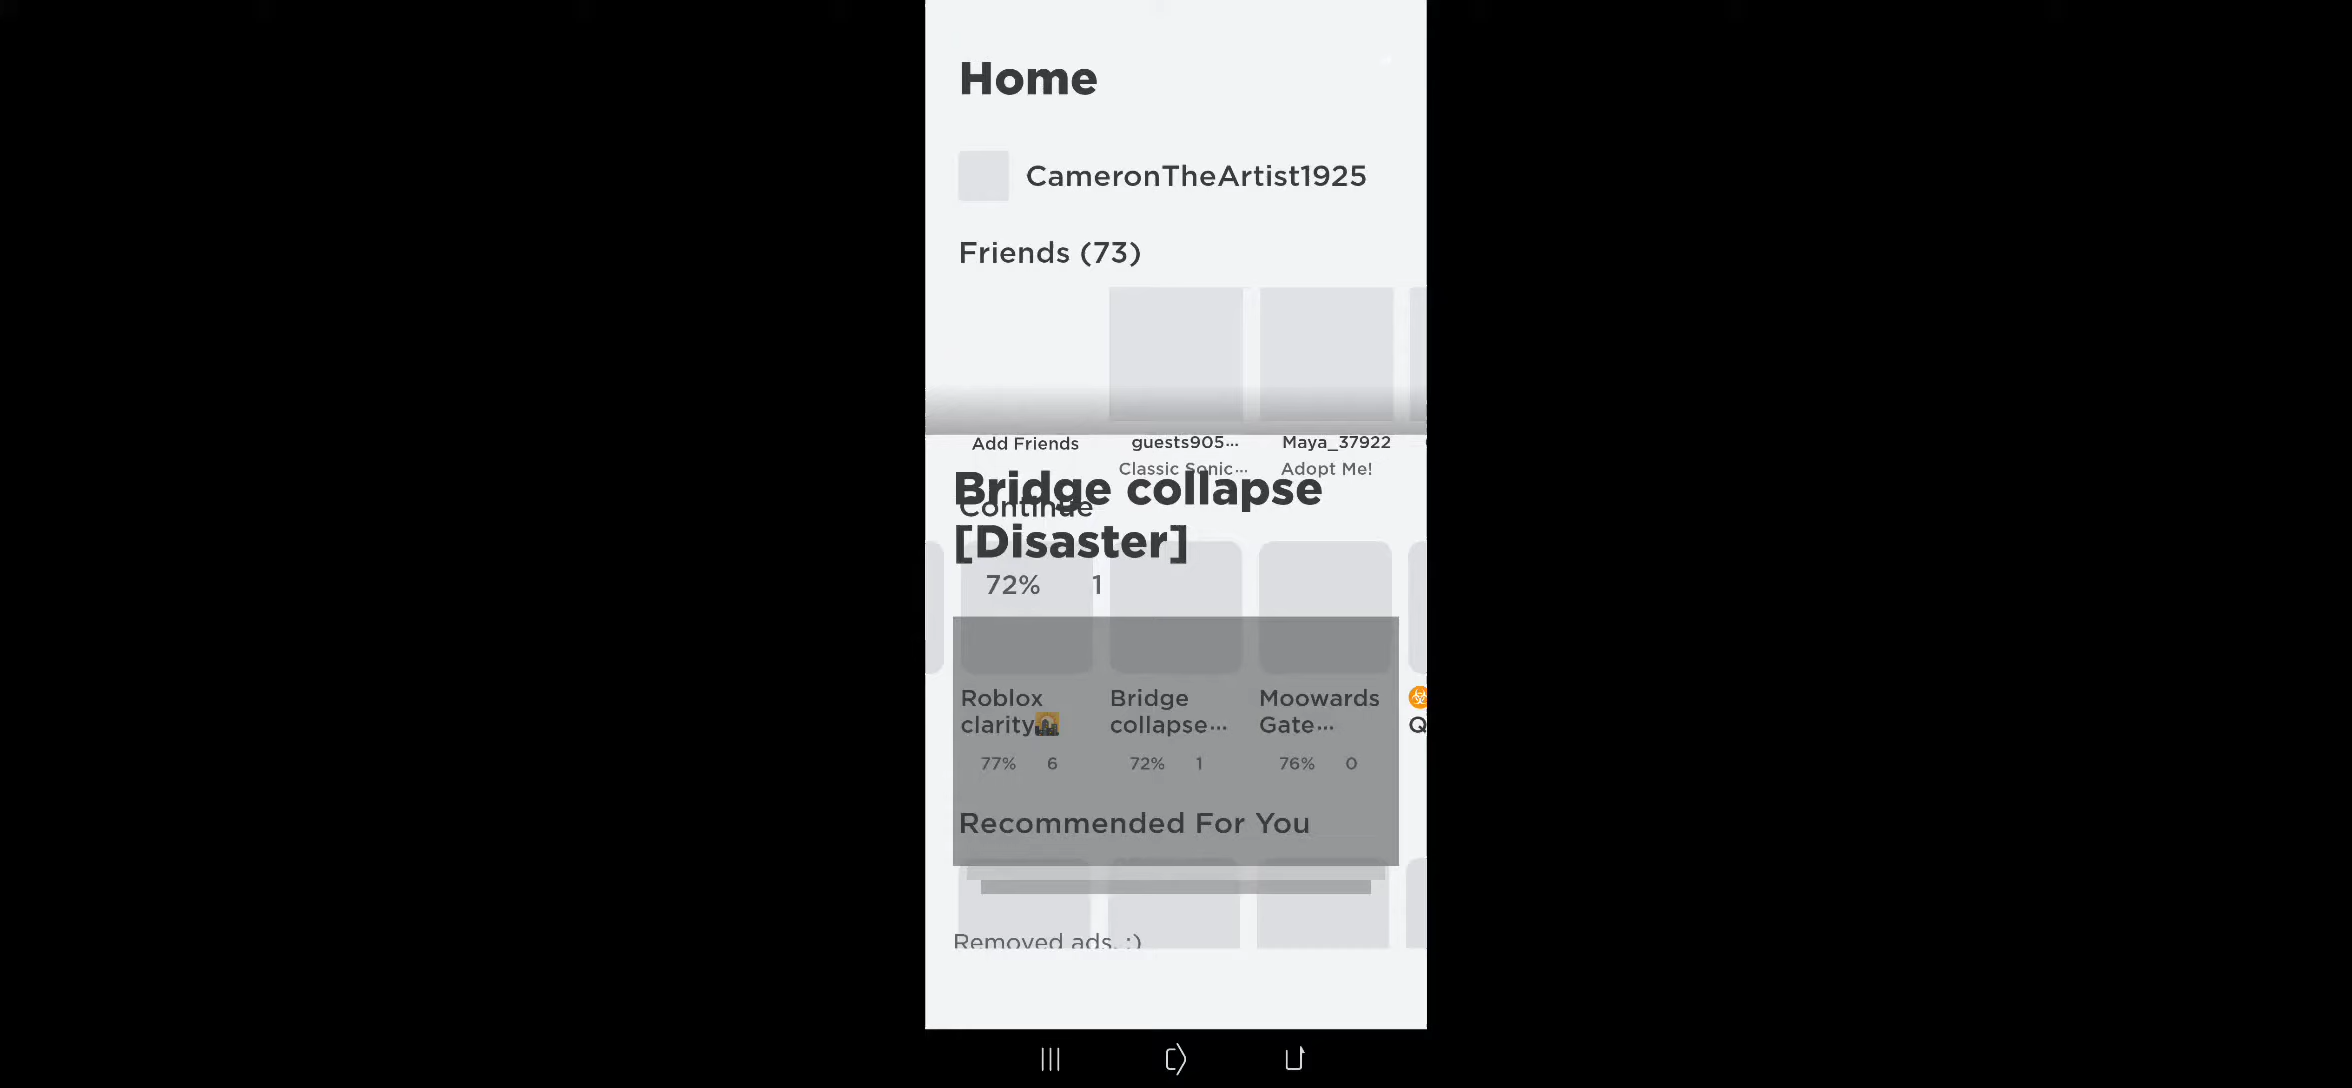 Home
CameronTheArtist1925
Friends (73)
Add Friends
guests905...
Maya_37922
Classic Sonic...
Adopt Me!
Bridge collapse
Continue
[Disaster]
72% 1
Roblox
clarity🌇
Bridge
collapse...
Moowards
Gate...
☣
Q
77% 6
72% 1
76% 0
Recommended For You
Removed ads. :)